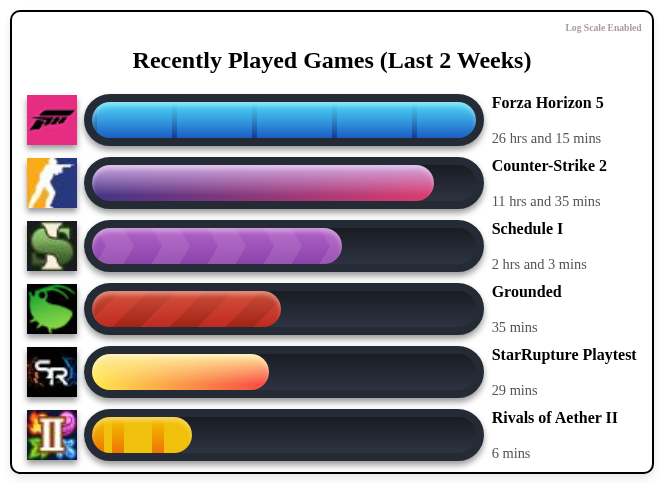 Log Scale Enabled
Recently Played Games (Last 2 Weeks)
Forza Horizon 5
26 hrs and 15 mins
Counter-Strike 2
11 hrs and 35 mins
S
Schedule I
2 hrs and 3 mins
Grounded
35 mins
SR
StarRupture Playtest
29 mins
II
Rivals of Aether II
6 mins